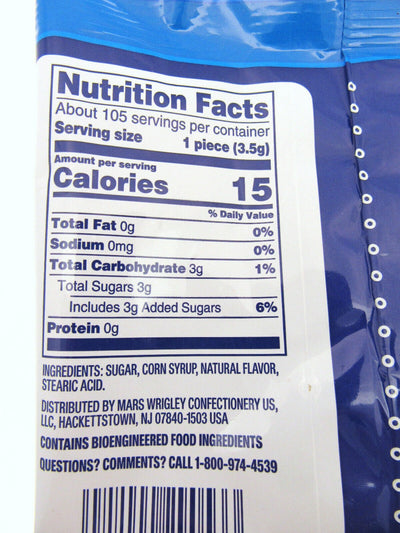 Nutrition Facts
About 105 servings per container
Serving size 1 piece (3.5g)
Amount per serving
Calories 15
% Daily Value
Total Fat 0g 0%
Sodium 0mg 0%
Total Carbohydrate 3g 1%
Total Sugars 3g
Includes 3g Added Sugars 6%
Protein 0g
INGREDIENTS: SUGAR, CORN SYRUP, NATURAL FLAVOR,
STEARIC ACID.
DISTRIBUTED BY MARS WRIGLEY CONFECTIONERY US,
LLC, HACKETTSTOWN, NJ 07840-1503 USA
CONTAINS BIOENGINEERED FOOD INGREDIENTS
QUESTIONS? COMMENTS? CALL 1-800-974-4539